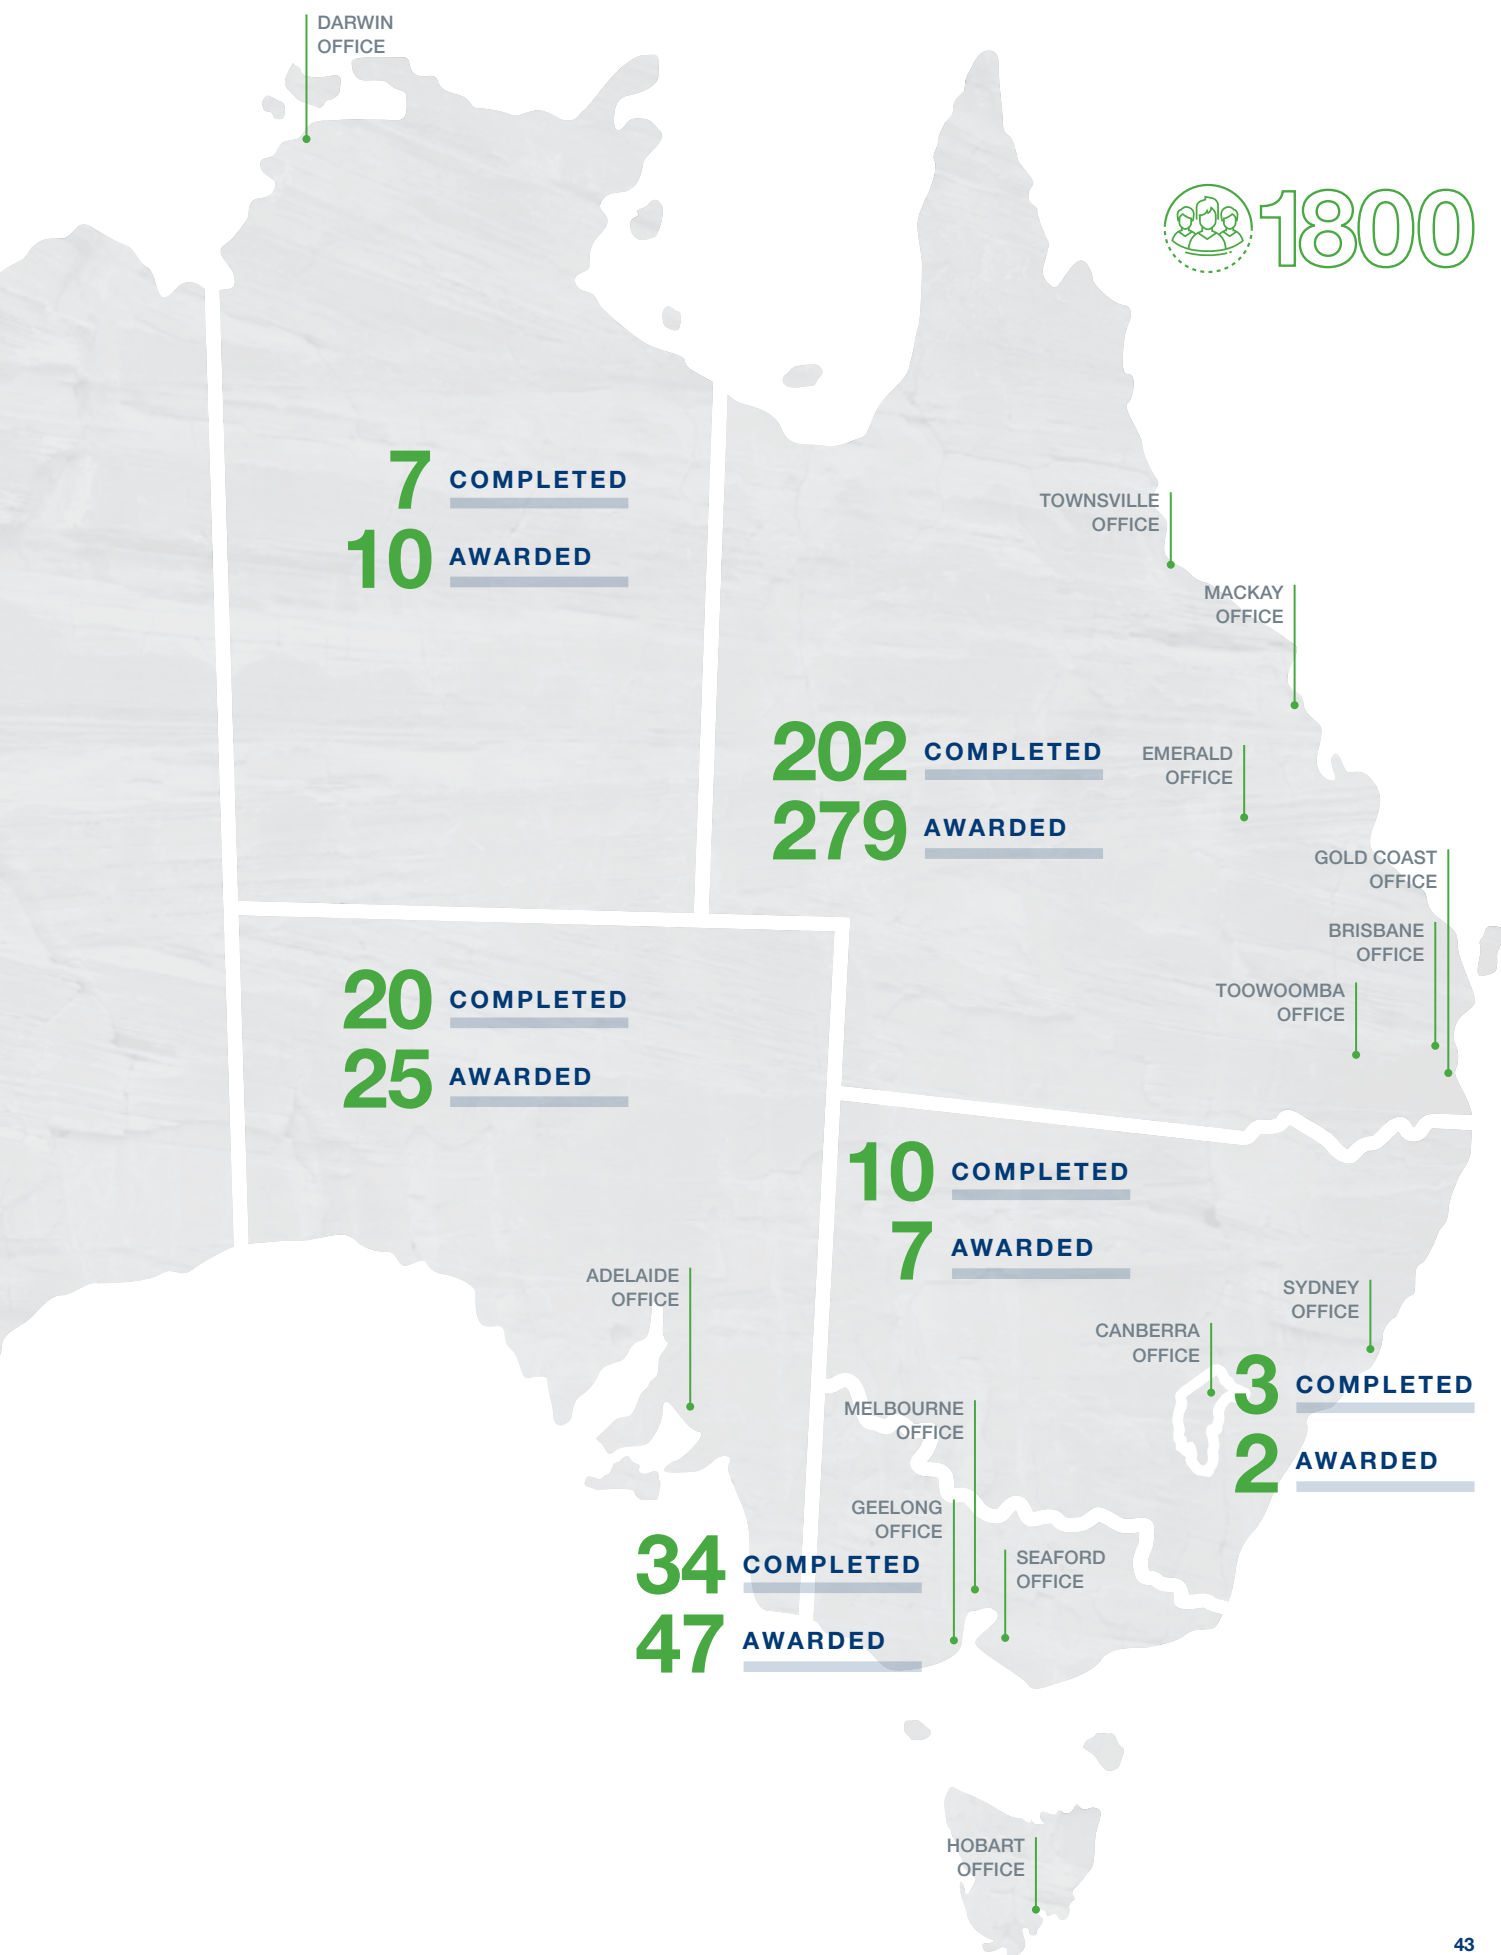 DARWIN
OFFICE
1800
7 COMPLETED
10 AWARDED
TOWNSVILLE
OFFICE
MACKAY
OFFICE
202 COMPLETED
279 AWARDED
EMERALD
OFFICE
GOLD COAST
OFFICE
BRISBANE
OFFICE
TOOWOOMBA
OFFICE
20 COMPLETED
25 AWARDED
10 COMPLETED
7 AWARDED
ADELAIDE
OFFICE
SYDNEY
OFFICE
CANBERRA
OFFICE
3 COMPLETED
2 AWARDED
MELBOURNE
OFFICE
GEELONG
OFFICE
34 COMPLETED
47 AWARDED
SEAFORD
OFFICE
HOBART
OFFICE
43